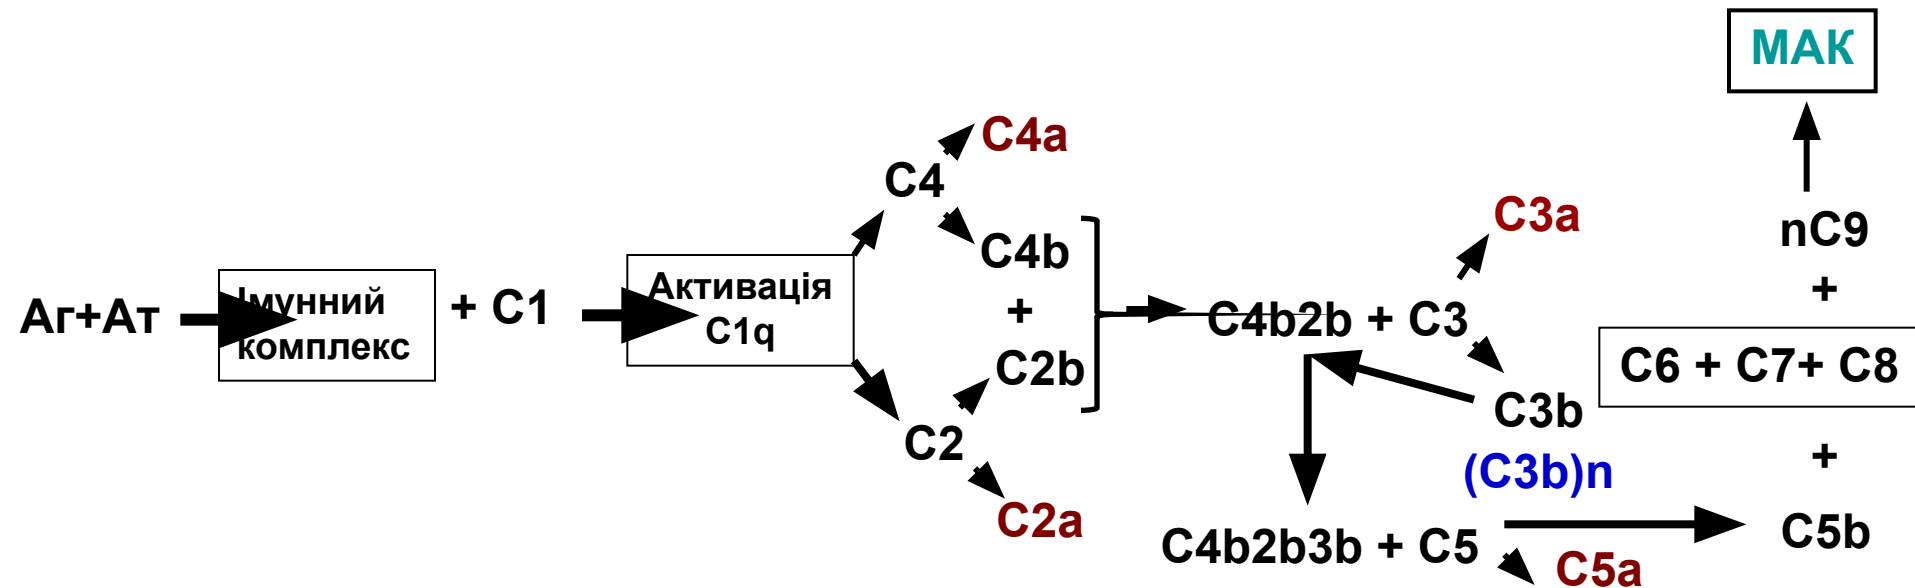 МАК
C4a
C4
C3a
nC9
C4b
Імунний
комплекс
Аг+Ат
+ C1
Активація
C1q
+
+
C4b2b + C3
C2b
C6 + C7+ C8
C3b
C2
+
(C3b)n
C2a
C4b2b3b + C5
C5b
C5a